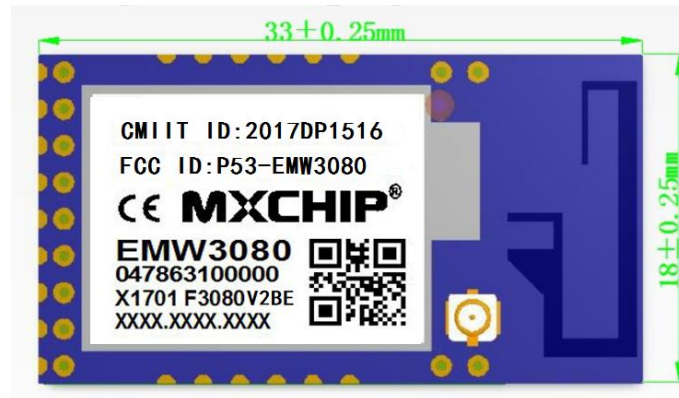 33±0.25mm
CMIIT ID:2017DP1516
FCC ID:P53-EMW3080
CE MXCHIP®
EMW3080
047863100000
X1701 F3080V2BE
XXXX.XXXX.XXXX
18±0.25mm